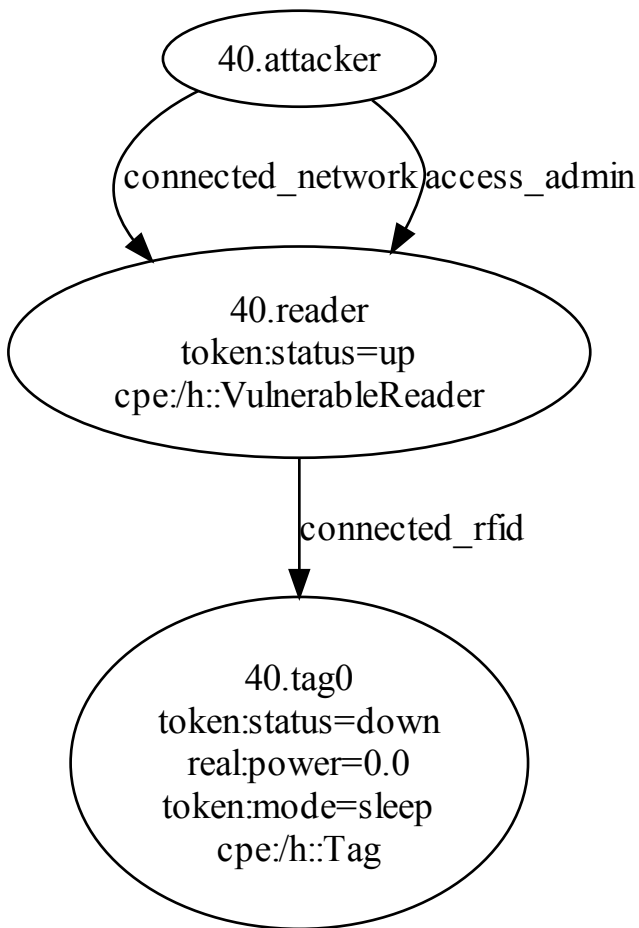 40.attacker
connected_network
access_admin
40.reader
token:status=up
cpe:/h::VulnerableReader
connected_rfid
40.tag0
token:status=down
real:power=0.0
token:mode=sleep
cpe:/h::Tag